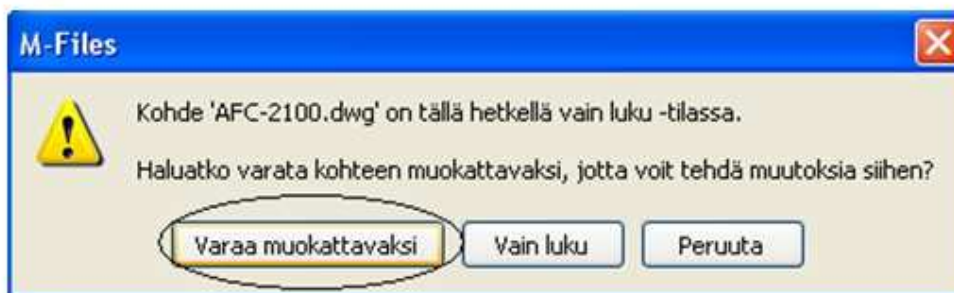 M-Files
Kohde 'AFC-2100.dwg' on tällä hetkellä vain luku -tilassa.
Haluatko varata kohteen muokattavaksi, jotta voit tehdä muutoksia siihen?
Varaa muokattavaksi Vain luku Peruuta